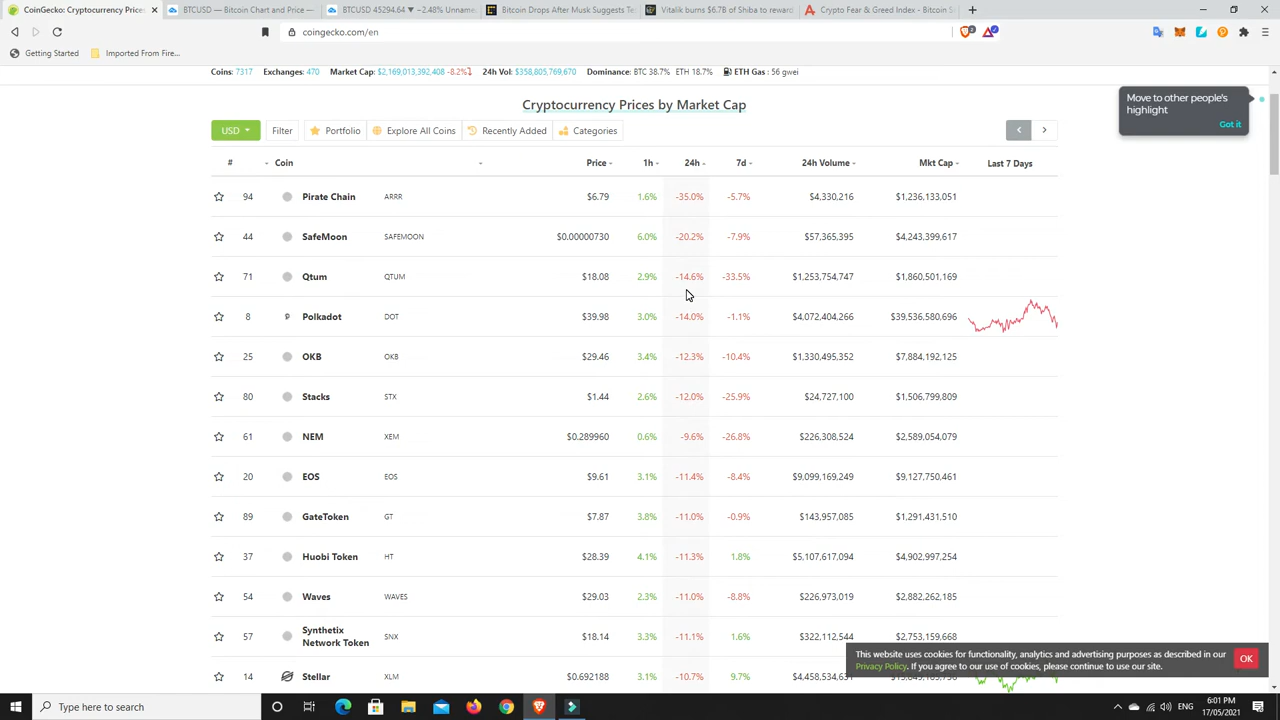 CoinGecko: Cryptocurrency Prices
BTCUSD — Bitcoin Chart and Price —
BTCUSD 45294.64 ▼ −2.48% Unname
Bitcoin Drops After Musk Suggests Te
Vitalik burns $6.7B of Shiba to reward
Crypto Fear & Greed Index - Bitcoin S
coingecko.com/en
Getting Started
Imported From Fire...
Coins: 7317
Exchanges: 470
Market Cap: $2,169,013,392,408 -8.2%
24h Vol: $358,805,769,670
Dominance: BTC 38.7% ETH 18.7%
ETH Gas: 56 gwei
Move to other people's
highlight
Got it
Cryptocurrency Prices by Market Cap
USD
Filter
Portfolio
Explore All Coins
Recently Added
Categories
# Coin Price 1h 24h 7d 24h Volume Mkt Cap Last 7 Days
94 Pirate Chain ARRR $6.79 1.6% -35.0% -5.7% $4,330,216 $1,236,133,051
44 SafeMoon SAFEMOON $0.00000730 6.0% -20.2% -7.9% $57,365,395 $4,243,399,617
71 Qtum QTUM $18.08 2.9% -14.6% -33.5% $1,253,754,747 $1,860,501,169
8 Polkadot DOT $39.98 3.0% -14.0% -1.1% $4,072,404,266 $39,536,580,696
25 OKB OKB $29.46 3.4% -12.3% -10.4% $1,330,495,352 $7,884,192,125
80 Stacks STX $1.44 2.6% -12.0% -25.9% $24,727,100 $1,506,799,809
61 NEM XEM $0.289960 0.6% -9.6% -26.8% $226,308,524 $2,589,054,079
20 EOS EOS $9.61 3.1% -11.4% -8.4% $9,099,169,249 $9,127,750,461
89 GateToken GT $7.87 3.8% -11.0% -0.9% $143,957,085 $1,291,431,510
37 Huobi Token HT $28.39 4.1% -11.3% 1.8% $5,107,617,094 $4,902,997,254
54 Waves WAVES $29.03 2.3% -11.0% -8.8% $226,973,019 $2,882,262,185
57 Synthetix
Network Token SNX $18.14 3.3% -11.1% 1.6% $322,112,544 $2,753,159,668
14 Stellar XLM $0.692188 3.1% -10.7% 9.7%
This website uses cookies for functionality, analytics and advertising purposes as described in our
Privacy Policy. If you agree to our use of cookies, please continue to use our site.
OK
Type here to search
ENG
6:01 PM
17/05/2021